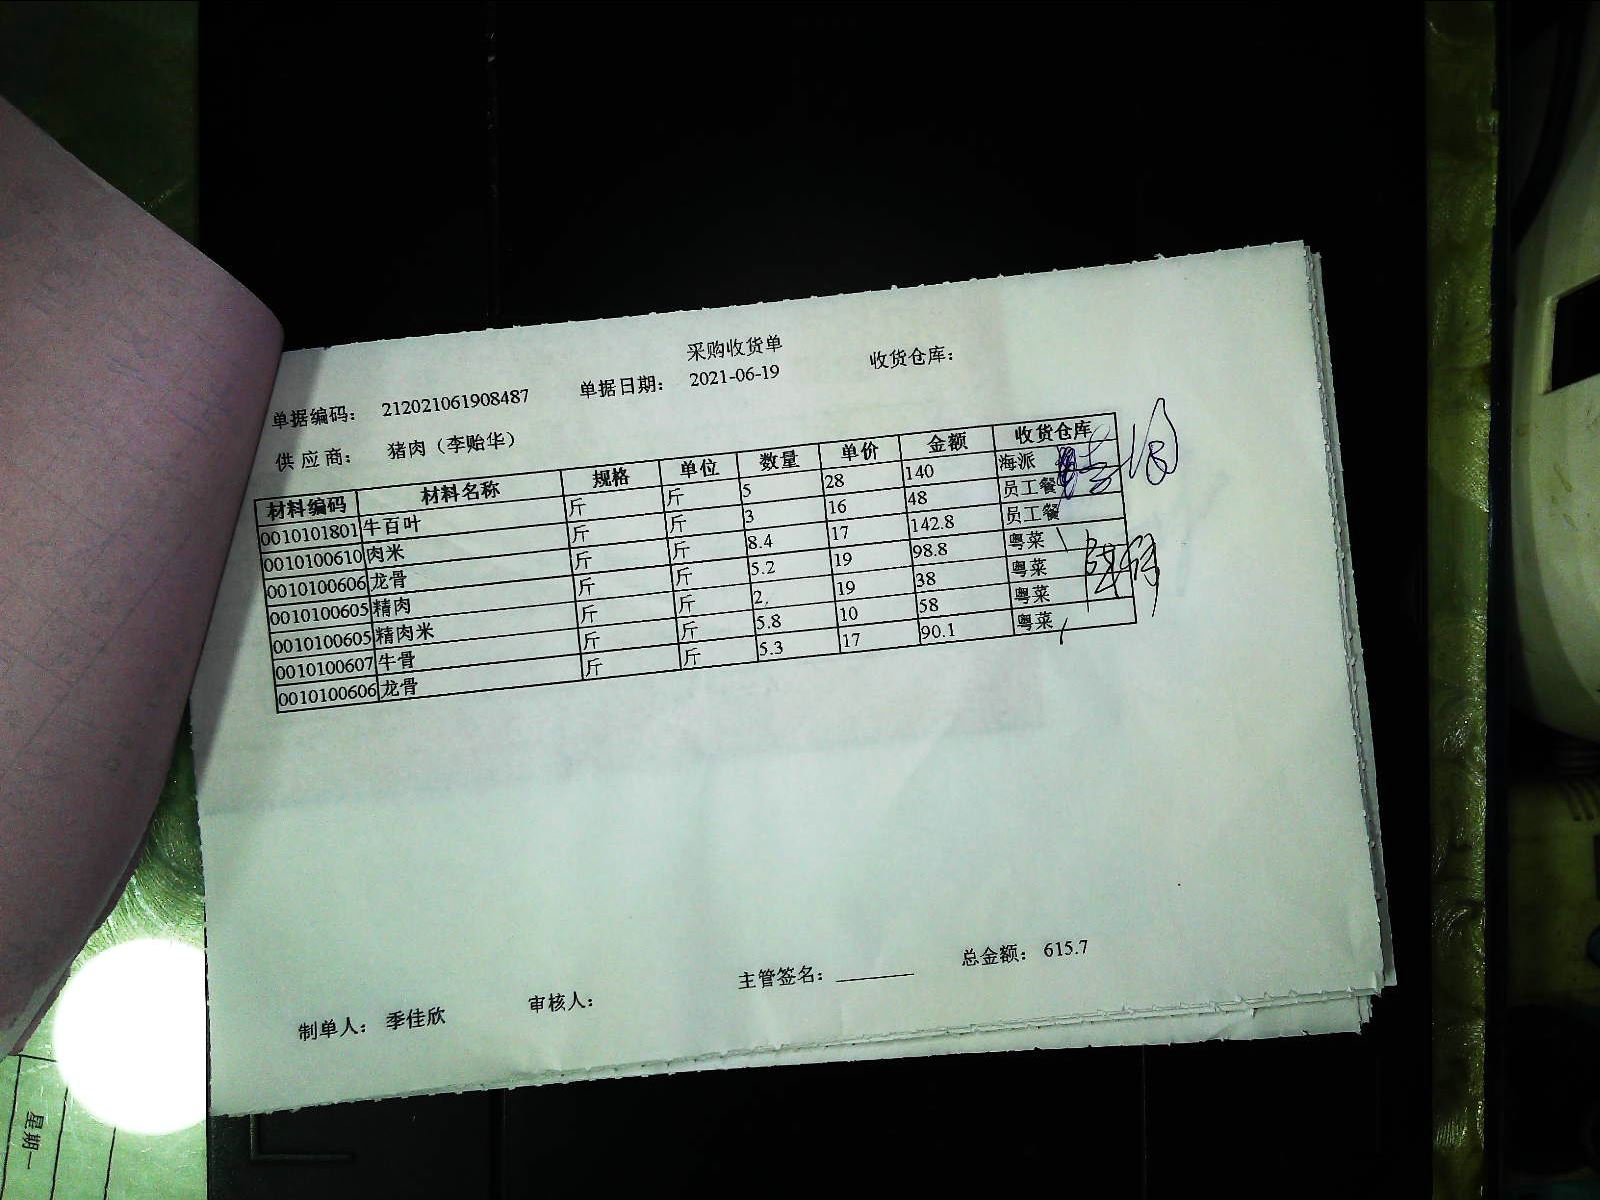 采购收货单
单据编码： 212021061908487 单据日期： 2021-06-19 收货仓库：
供应商： 猪肉（李贻华）
材料编码 材料名称 规格 单位 数量 单价 金额 收货仓库
0010101801 牛百叶 斤 斤 5 28 140 海派
0010100610 肉米 斤 斤 3 16 48 员工餐
0010100606 龙骨 斤 斤 8.4 17 142.8 员工餐
0010100605 精肉 斤 斤 5.2 19 98.8 粤菜
0010100605 精肉米 斤 斤 2. 19 38 粤菜
0010100607 牛骨 斤 斤 5.8 10 58 粤菜
0010100606 龙骨 斤 斤 5.3 17 90.1 粤菜
制单人： 季佳欣 审核人： 主管签名：________ 总金额： 615.7
星期一